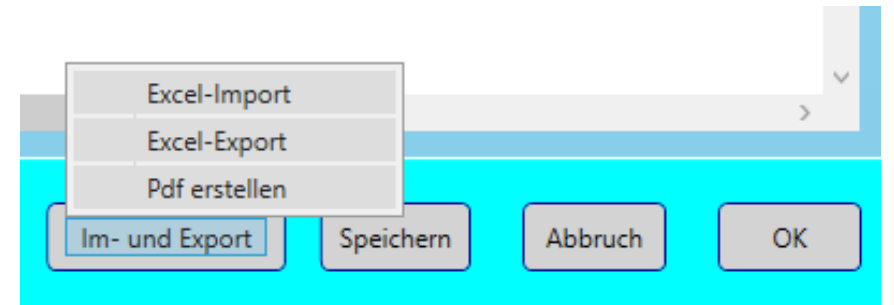 Excel-Import
Excel-Export
Pdf erstellen
Im- und Export
Speichern
Abbruch
OK